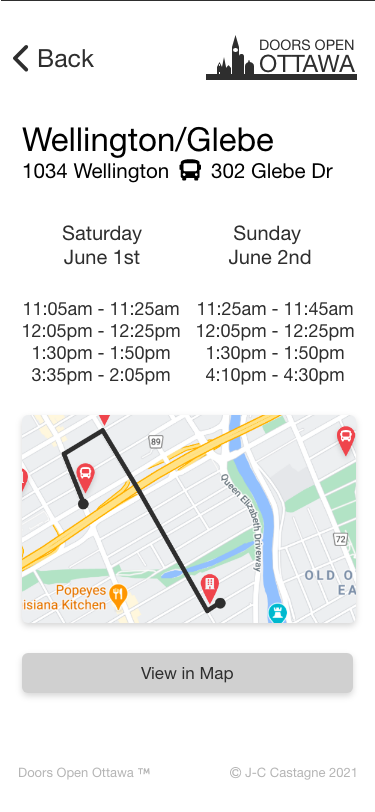 Back
DOORS OPEN
OTTAWA
Wellington/Glebe
1034 Wellington 302 Glebe Dr
Saturday
June 1st
Sunday
June 2nd
11:05am - 11:25am
12:05pm - 12:25pm
1:30pm - 1:50pm
3:35pm - 2:05pm
11:25am - 11:45am
12:05pm - 12:25pm
1:30pm - 1:50pm
4:10pm - 4:30pm
89
Queen Elizabeth Driveway
72
OLD O
EA
Popeyes
isiana Kitchen
View in Map
Doors Open Ottawa ™
© J-C Castagne 2021